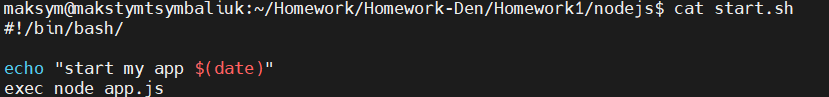 maksym@makstymtsymbaliuk:~/Homework/Homework-Den/Homework1/nodejs$ cat start.sh
#!/bin/bash/
echo "start my app $(date)"
exec node app.js